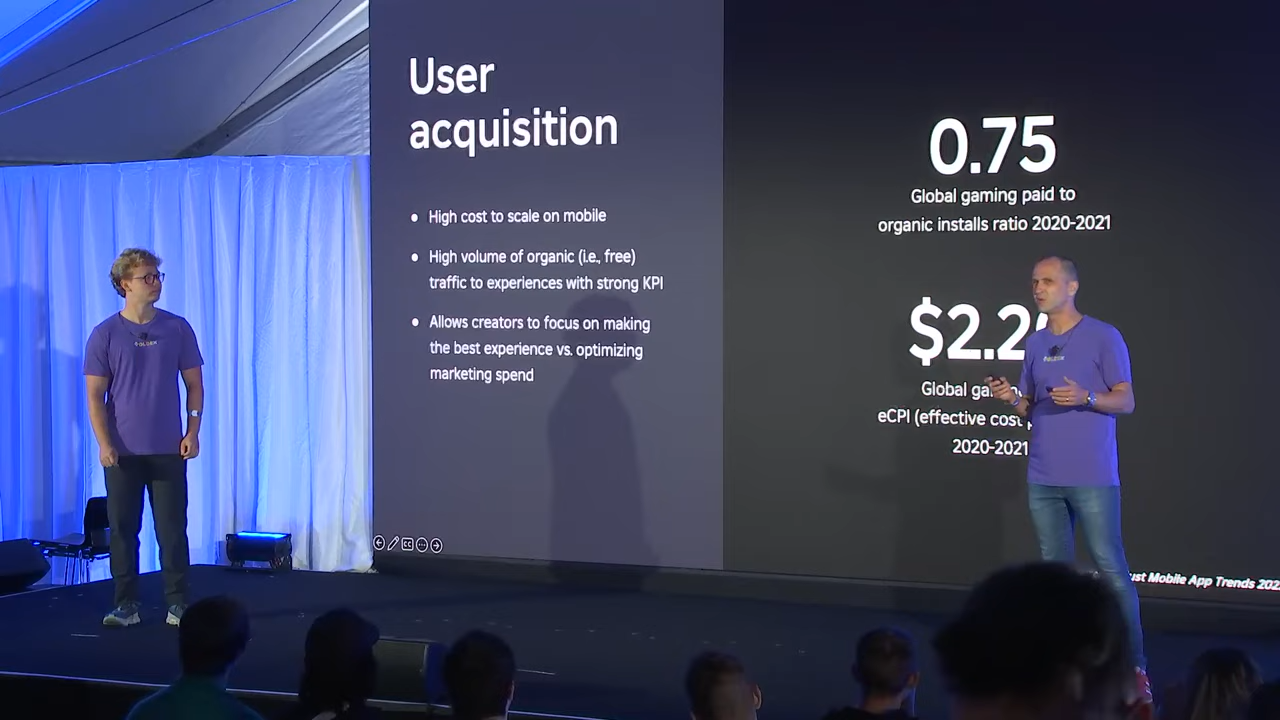 User
acquisition
● High cost to scale on mobile
● High volume of organic (i.e., free)
traffic to experiences with strong KPI
● Allows creators to focus on making
the best experience vs. optimizing
marketing spend
0.75
Global gaming paid to
organic installs ratio 2020-2021
$2.2
Global
eCPI (effective cost
2020-2021
CC
Mobile App Trends